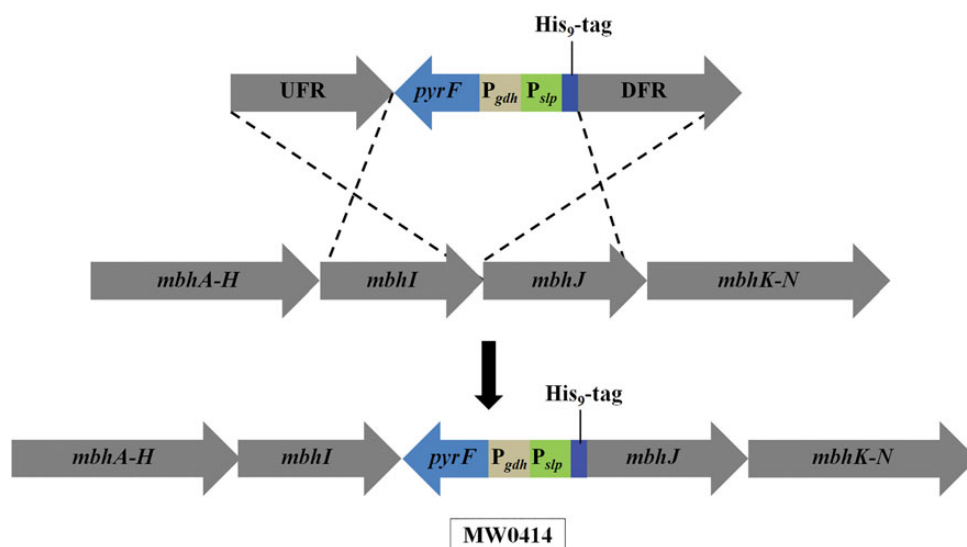 His₉-tag
UFR pyrF Pgdh Pslp DFR
mbhA-H mbhI mbhJ mbhK-N
His₉-tag
mbhA-H mbhI pyrF Pgdh Pslp mbhJ mbhK-N
MW0414